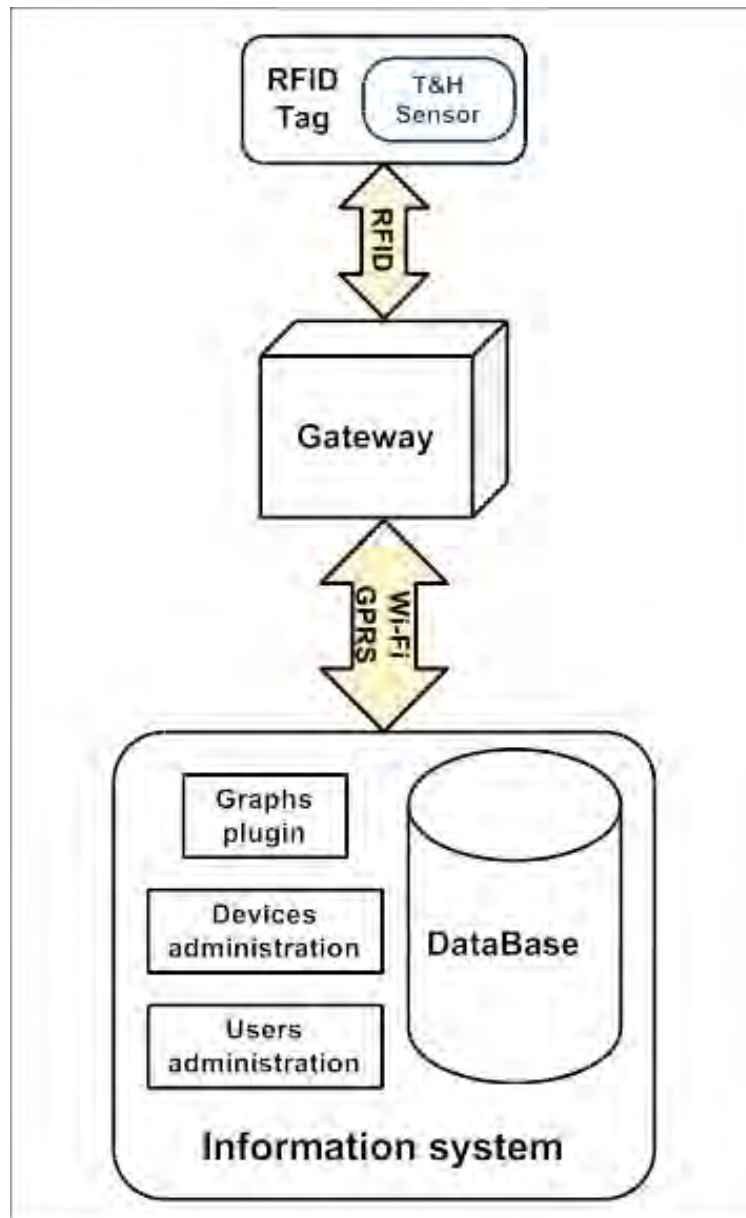 RFID
Tag
T&H
Sensor
RFID
Gateway
Wi-Fi
GPRS
Graphs
plugin
Devices
administration
DataBase
Users
administration
Information system